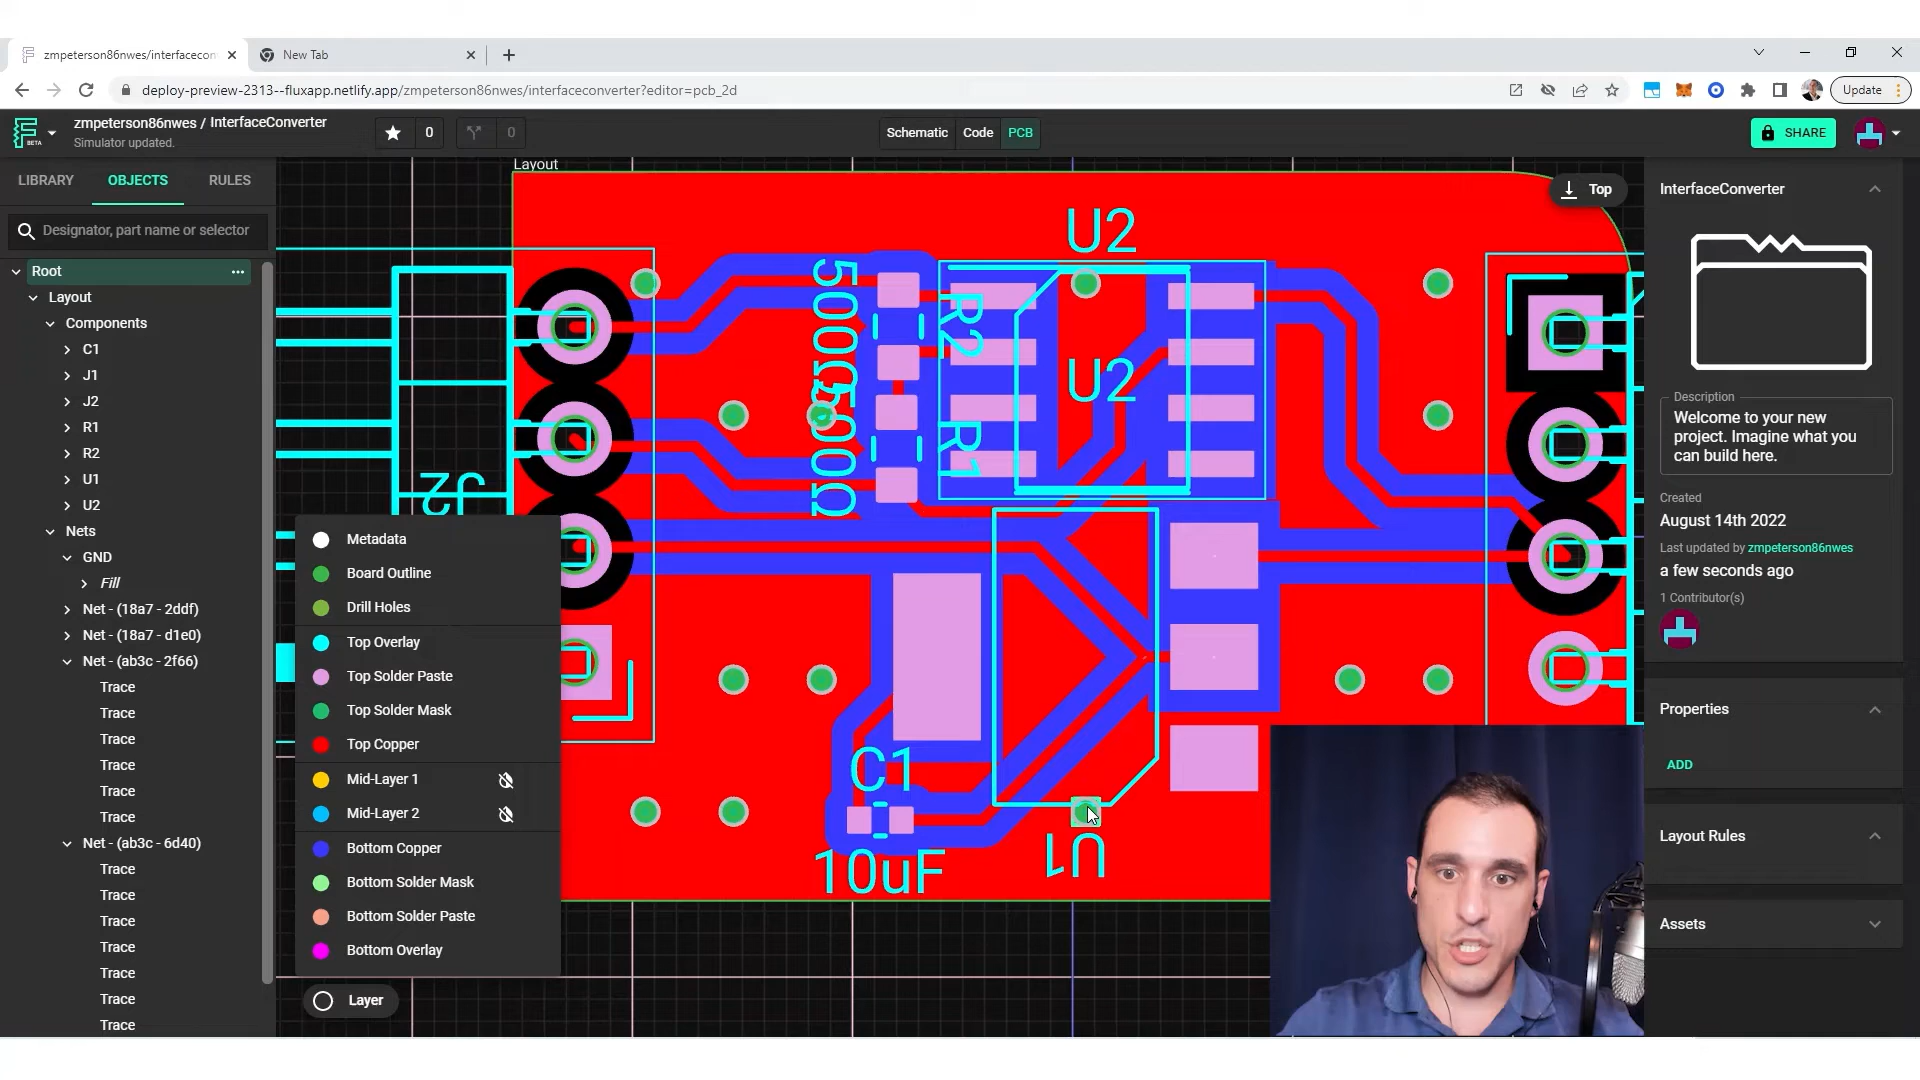 zmpeterson86nwes/interfacecon
New Tab
deploy-preview-2313--fluxapp.netlify.app/zmpeterson86nwes/interfaceconverter?editor=pcb_2d
Update
BETA
zmpeterson86nwes / InterfaceConverter
Simulator updated.
0
0
Schematic
Code
PCB
SHARE
LIBRARY
OBJECTS
RULES
Designator, part name or selector
Root
Layout
Components
C1
J1
J2
R1
R2
U1
U2
Nets
GND
Fill
Net - (18a7 - 2ddf)
Net - (18a7 - d1e0)
Net - (ab3c - 2f66)
Trace
Trace
Trace
Trace
Trace
Trace
Net - (ab3c - 6d40)
Trace
Trace
Trace
Trace
Trace
Trace
Trace
Layout
Top
U2
U2
500Ω
500Ω
R2
R1
J2
C1
10uF
U1
Metadata
Board Outline
Drill Holes
Top Overlay
Top Solder Paste
Top Solder Mask
Top Copper
Mid-Layer 1
Mid-Layer 2
Bottom Copper
Bottom Solder Mask
Bottom Solder Paste
Bottom Overlay
Layer
InterfaceConverter
Description
Welcome to your new
project. Imagine what you
can build here.
Created
August 14th 2022
Last updated by zmpeterson86nwes
a few seconds ago
1 Contributor(s)
Properties
ADD
Layout Rules
Assets